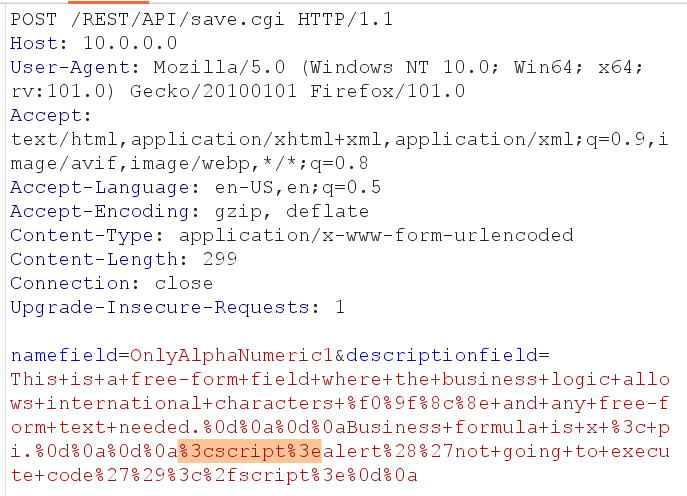 POST /REST/API/save.cgi HTTP/1.1
Host: 10.0.0.0
User-Agent: Mozilla/5.0 (Windows NT 10.0; Win64; x64;
rv:101.0) Gecko/20100101 Firefox/101.0
Accept:
text/html,application/xhtml+xml,application/xml;q=0.9,i
mage/avif,image/webp,*/*;q=0.8
Accept-Language: en-US,en;q=0.5
Accept-Encoding: gzip, deflate
Content-Type: application/x-www-form-urlencoded
Content-Length: 299
Connection: close
Upgrade-Insecure-Requests: 1

namefield=OnlyAlphaNumeric1&descriptionfield=
This+is+a+free-form+field+where+the+business+logic+allo
ws+international+characters+%f0%9f%8c%8e+and+any+free-f
orm+text+needed.%0d%0a%0d%0aBusiness+formula+is+x+%3c+p
i.%0d%0a%0d%0a%3cscript%3ealert%28%27not+going+to+execu
te+code%27%29%3c%2fscript%3e%0d%0a